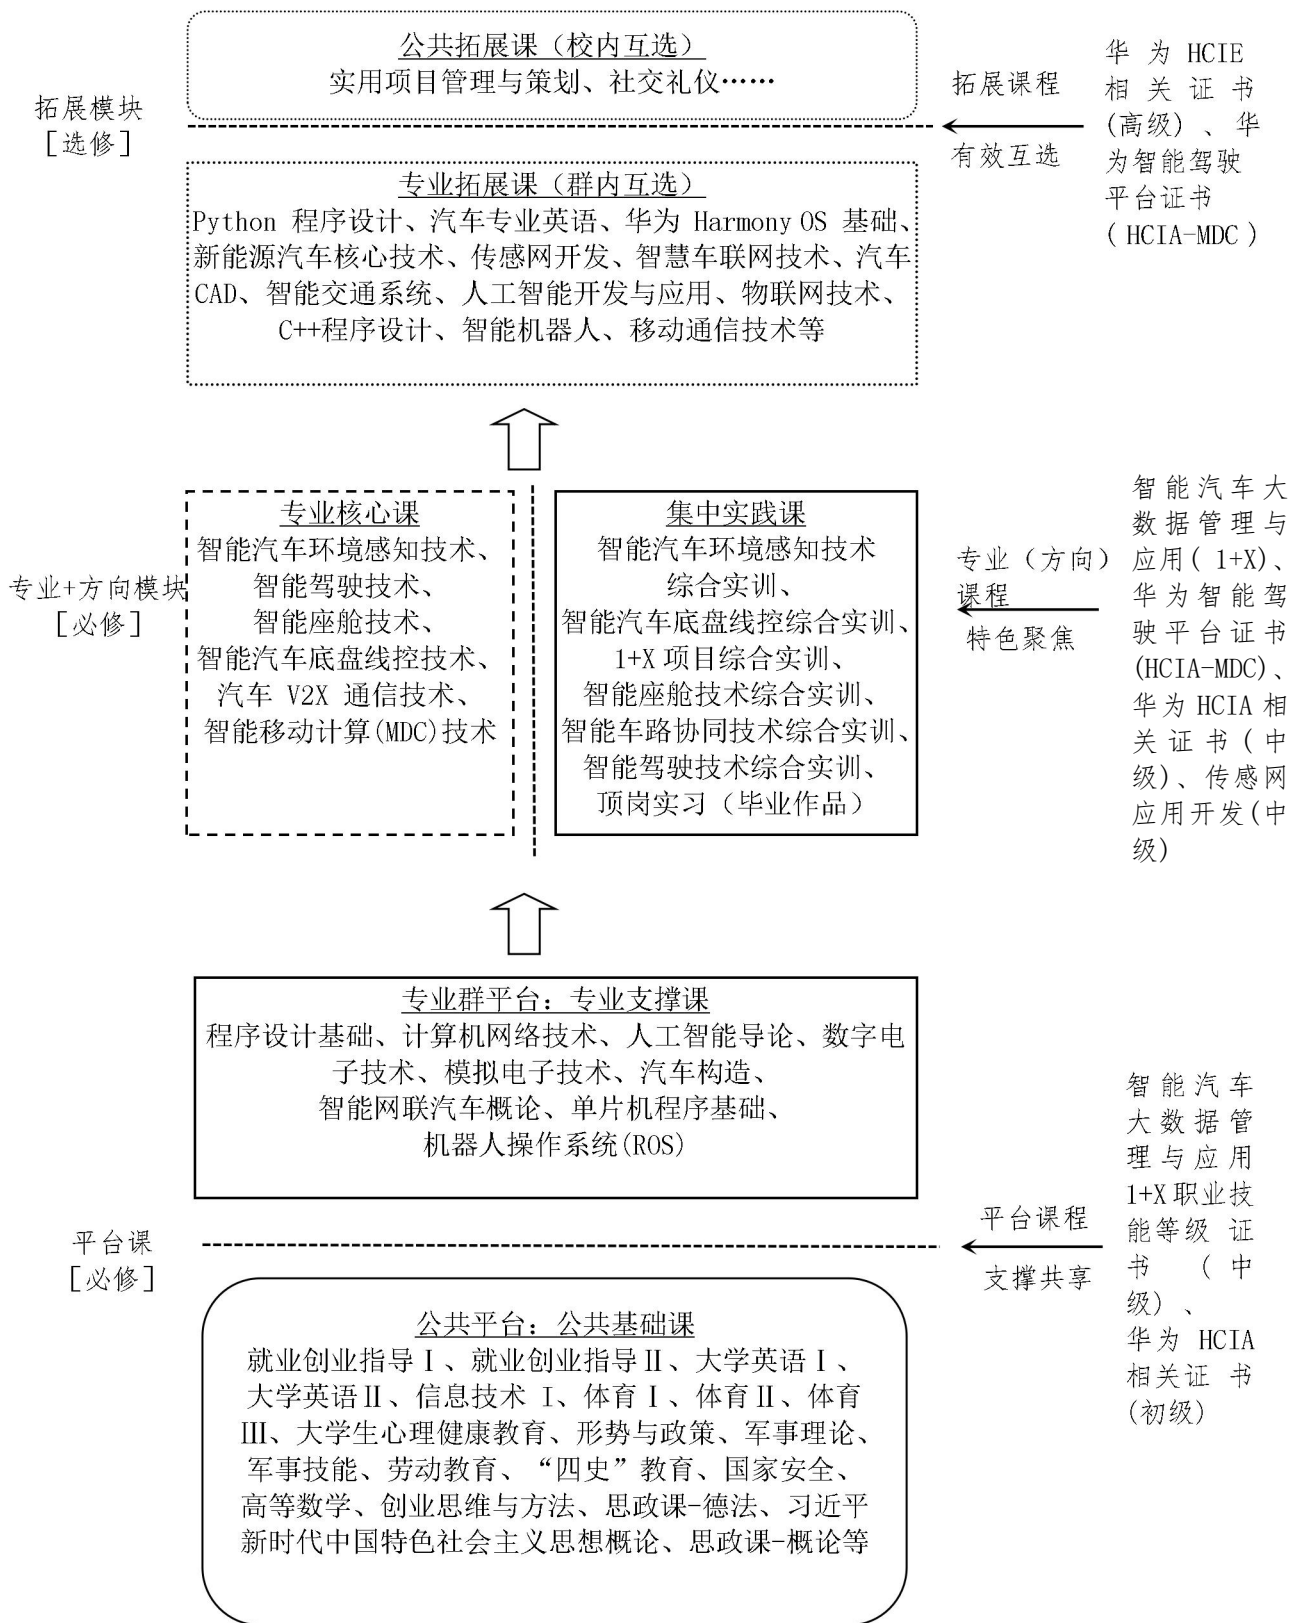 公共拓展课（校内互选）
实用项目管理与策划、社交礼仪……
拓展模块
[选修]
拓展课程
有效互选
华为 HCIE
相关证书
(高级)、华
为智能驾驶
平台证书
(HCIA-MDC)
专业拓展课（群内互选）
Python 程序设计、汽车专业英语、华为 Harmony OS 基础、
新能源汽车核心技术、传感网开发、智慧车联网技术、汽车
CAD、智能交通系统、人工智能开发与应用、物联网技术、
C++程序设计、智能机器人、移动通信技术等
专业+方向模块
[必修]
专业核心课
智能汽车环境感知技术、
智能驾驶技术、
智能座舱技术、
智能汽车底盘线控技术、
汽车 V2X 通信技术、
智能移动计算(MDC)技术
集中实践课
智能汽车环境感知技术
综合实训、
智能汽车底盘线控综合实训、
1+X 项目综合实训、
智能座舱技术综合实训、
智能车路协同技术综合实训、
智能驾驶技术综合实训、
顶岗实习（毕业作品）
专业（方向）
课程
特色聚焦
智能汽车大
数据管理与
应用(1+X)、
华为智能驾
驶平台证书
(HCIA-MDC)、
华为 HCIA 相
关证书(中
级)、传感网
应用开发(中
级)
专业群平台：专业支撑课
程序设计基础、计算机网络技术、人工智能导论、数字电
子技术、模拟电子技术、汽车构造、
智能网联汽车概论、单片机程序基础、
机器人操作系统(ROS)
平台课
[必修]
平台课程
支撑共享
智能汽车
大数据管
理与应用
1+X 职业技
能等级 证
书（中
级）、
华为 HCIA
相关证 书
(初级)
公共平台：公共基础课
就业创业指导Ⅰ、就业创业指导Ⅱ、大学英语Ⅰ、
大学英语Ⅱ、信息技术 I、体育Ⅰ、体育Ⅱ、体育
Ⅲ、大学生心理健康教育、形势与政策、军事理论、
军事技能、劳动教育、“四史”教育、国家安全、
高等数学、创业思维与方法、思政课-德法、习近平
新时代中国特色社会主义思想概论、思政课-概论等